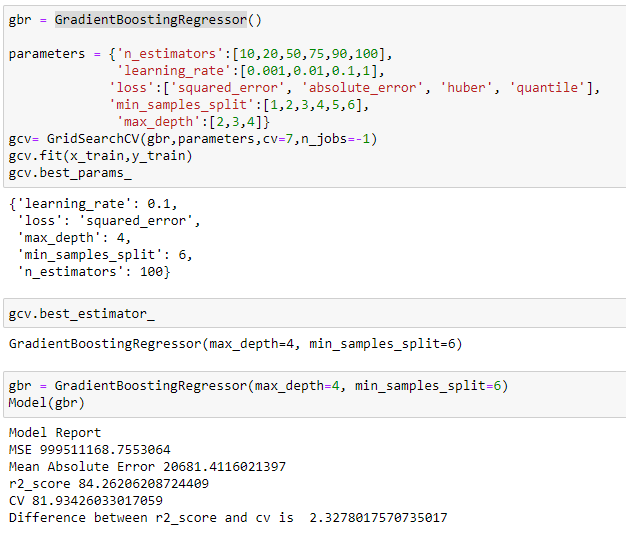 gbr = GradientBoostingRegressor()
parameters = {'n_estimators':[10,20,50,75,90,100],
'learning_rate':[0.001,0.01,0.1,1],
'loss':['squared_error', 'absolute_error', 'huber', 'quantile'],
'min_samples_split':[1,2,3,4,5,6],
'max_depth':[2,3,4]}
gcv= GridSearchCV(gbr,parameters,cv=7,n_jobs=-1)
gcv.fit(x_train,y_train)
gcv.best_params_
{'learning_rate': 0.1,
'loss': 'squared_error',
'max_depth': 4,
'min_samples_split': 6,
'n_estimators': 100}
gcv.best_estimator_
GradientBoostingRegressor(max_depth=4, min_samples_split=6)
gbr = GradientBoostingRegressor(max_depth=4, min_samples_split=6)
Model(gbr)
Model Report
MSE 999511168.7553064
Mean Absolute Error 20681.4116021397
r2_score 84.26206208724409
CV 81.93426033017059
Difference between r2_score and cv is  2.3278017570735017